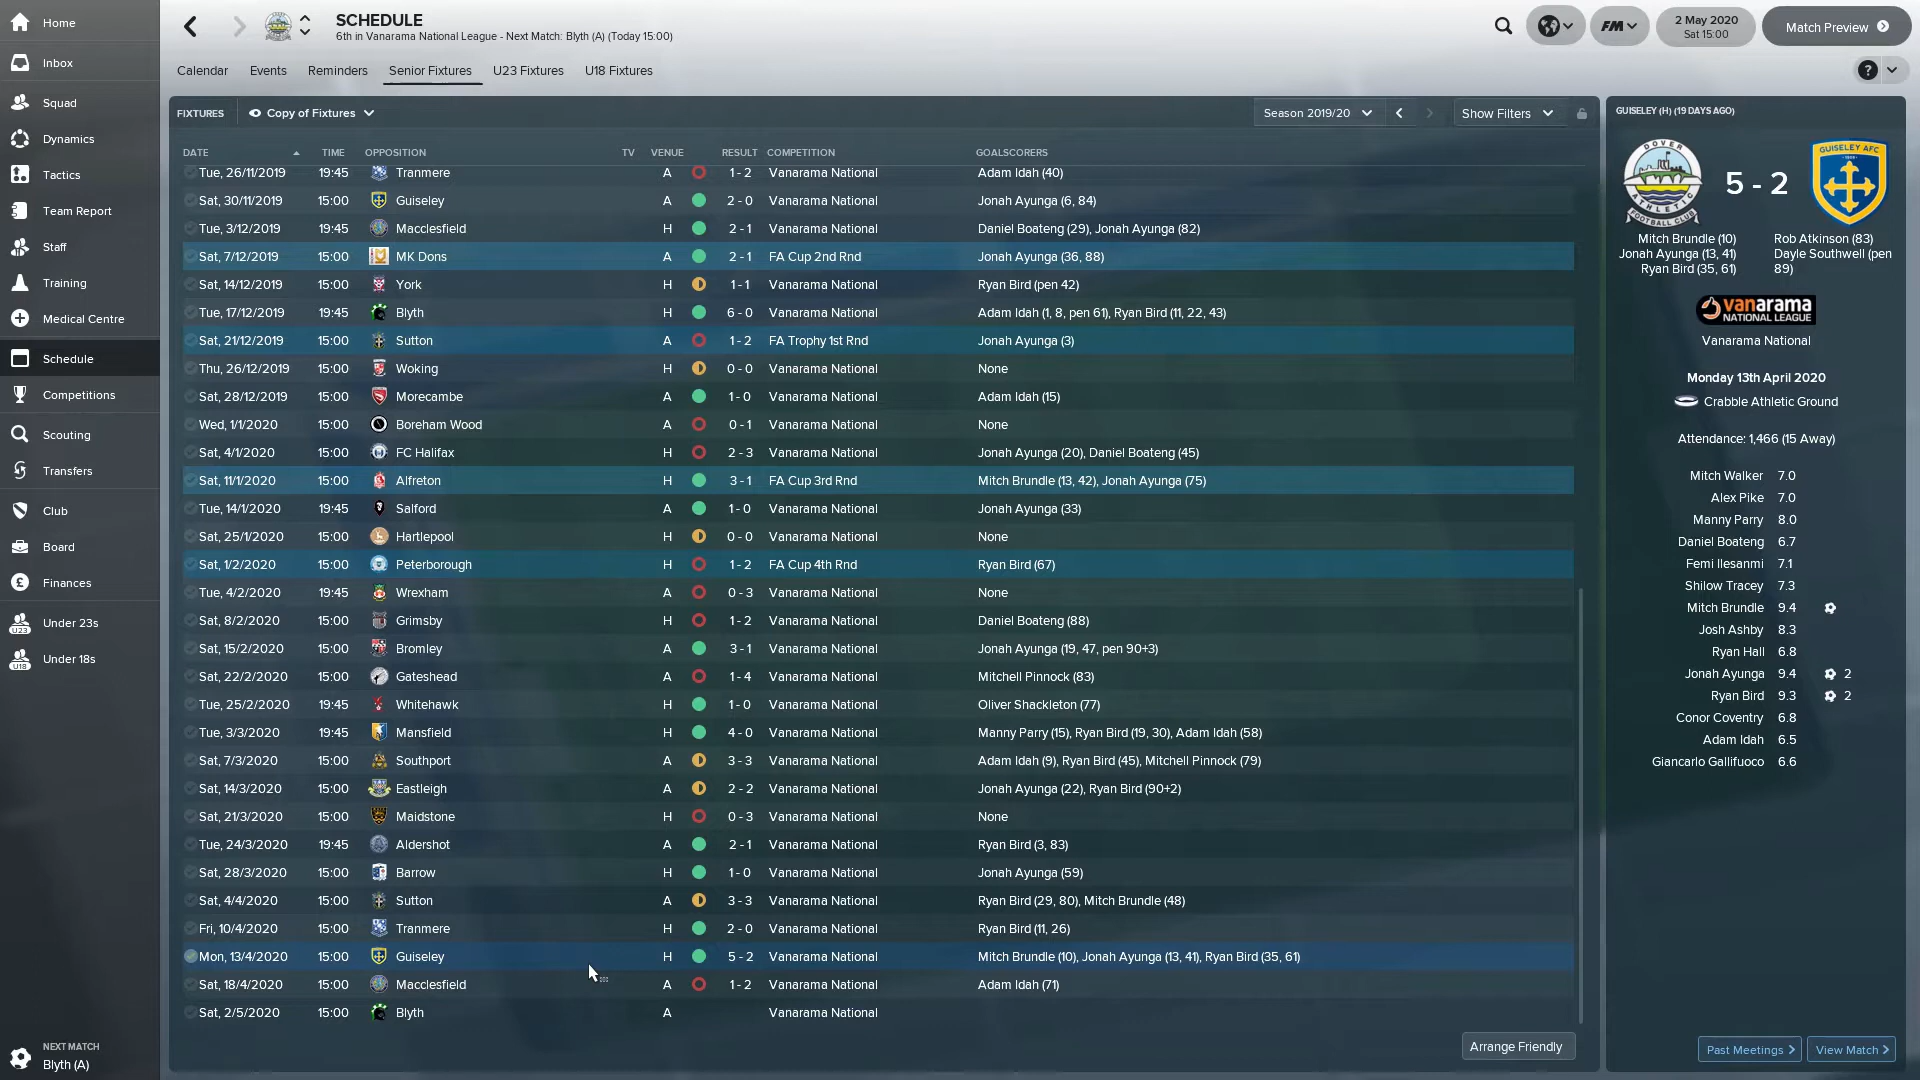 Home
Inbox
Squad
Dynamics
Tactics
Team Report
Staff
Training
Medical Centre
Schedule
Competitions
Scouting
Transfers
Club
Board
Finances
U23
Under 23s
U18
Under 18s
NEXT MATCH
Blyth (A)
SCHEDULE
6th in Vanarama National League - Next Match: Blyth (A) (Today 15:00)
FM
2 May 2020
Sat 15:00
Match Preview
Calendar Events Reminders Senior Fixtures U23 Fixtures U18 Fixtures
?
FIXTURES Copy of Fixtures Season 2019/20 Show Filters
DATE TIME OPPOSITION TV VENUE RESULT COMPETITION GOALSCORERS
Tue, 26/11/2019 19:45 Tranmere A 1 - 2 Vanarama National Adam Idah (40)
Sat, 30/11/2019 15:00 Guiseley A 2 - 0 Vanarama National Jonah Ayunga (6, 84)
Tue, 3/12/2019 19:45 Macclesfield H 2 - 1 Vanarama National Daniel Boateng (29), Jonah Ayunga (82)
Sat, 7/12/2019 15:00 MK Dons A 2 - 1 FA Cup 2nd Rnd Jonah Ayunga (36, 88)
Sat, 14/12/2019 15:00 York H 1 - 1 Vanarama National Ryan Bird (pen 42)
Tue, 17/12/2019 19:45 Blyth H 6 - 0 Vanarama National Adam Idah (1, 8, pen 61), Ryan Bird (11, 22, 43)
Sat, 21/12/2019 15:00 Sutton A 1 - 2 FA Trophy 1st Rnd Jonah Ayunga (3)
Thu, 26/12/2019 15:00 Woking H 0 - 0 Vanarama National None
Sat, 28/12/2019 15:00 Morecambe A 1 - 0 Vanarama National Adam Idah (15)
Wed, 1/1/2020 15:00 Boreham Wood A 0 - 1 Vanarama National None
Sat, 4/1/2020 15:00 FC Halifax H 2 - 3 Vanarama National Jonah Ayunga (20), Daniel Boateng (45)
Sat, 11/1/2020 15:00 Alfreton H 3 - 1 FA Cup 3rd Rnd Mitch Brundle (13, 42), Jonah Ayunga (75)
Tue, 14/1/2020 19:45 Salford A 1 - 0 Vanarama National Jonah Ayunga (33)
Sat, 25/1/2020 15:00 Hartlepool H 0 - 0 Vanarama National None
Sat, 1/2/2020 15:00 Peterborough H 1 - 2 FA Cup 4th Rnd Ryan Bird (67)
Tue, 4/2/2020 19:45 Wrexham A 0 - 3 Vanarama National None
Sat, 8/2/2020 15:00 Grimsby H 1 - 2 Vanarama National Daniel Boateng (88)
Sat, 15/2/2020 15:00 Bromley A 3 - 1 Vanarama National Jonah Ayunga (19, 47, pen 90+3)
Sat, 22/2/2020 15:00 Gateshead A 1 - 4 Vanarama National Mitchell Pinnock (83)
Tue, 25/2/2020 19:45 Whitehawk H 1 - 0 Vanarama National Oliver Shackleton (77)
Tue, 3/3/2020 19:45 Mansfield H 4 - 0 Vanarama National Manny Parry (15), Ryan Bird (19, 30), Adam Idah (58)
Sat, 7/3/2020 15:00 Southport A 3 - 3 Vanarama National Adam Idah (9), Ryan Bird (45), Mitchell Pinnock (79)
Sat, 14/3/2020 15:00 Eastleigh A 2 - 2 Vanarama National Jonah Ayunga (22), Ryan Bird (90+2)
Sat, 21/3/2020 15:00 Maidstone H 0 - 3 Vanarama National None
Tue, 24/3/2020 19:45 Aldershot A 2 - 1 Vanarama National Ryan Bird (3, 83)
Sat, 28/3/2020 15:00 Barrow H 1 - 0 Vanarama National Jonah Ayunga (59)
Sat, 4/4/2020 15:00 Sutton A 3 - 3 Vanarama National Ryan Bird (29, 80), Mitch Brundle (48)
Fri, 10/4/2020 15:00 Tranmere H 2 - 0 Vanarama National Ryan Bird (11, 26)
Mon, 13/4/2020 15:00 Guiseley H 5 - 2 Vanarama National Mitch Brundle (10), Jonah Ayunga (13, 41), Ryan Bird (35, 61)
Sat, 18/4/2020 15:00 Macclesfield A 1 - 2 Vanarama National Adam Idah (71)
Sat, 2/5/2020 15:00 Blyth A Vanarama National
Arrange Friendly
GUISELEY (H) (19 DAYS AGO)
DOVER ATHLETIC
FOOTBALL CLUB
5 - 2
GUISELEY AFC
Mitch Brundle (10) Rob Atkinson (83)
Jonah Ayunga (13, 41) Dayle Southwell (pen
Ryan Bird (35, 61) 89)
vanarama
NATIONAL LEAGUE
Vanarama National
Monday 13th April 2020
Crabble Athletic Ground
Attendance: 1,466 (15 Away)
Mitch Walker 7.0
Alex Pike 7.0
Manny Parry 8.0
Daniel Boateng 6.7
Femi Ilesanmi 7.1
Shilow Tracey 7.3
Mitch Brundle 9.4
Josh Ashby 8.3
Ryan Hall 6.8
Jonah Ayunga 9.4 2
Ryan Bird 9.3 2
Conor Coventry 6.8
Adam Idah 6.5
Giancarlo Gallifuoco 6.6
Past Meetings View Match